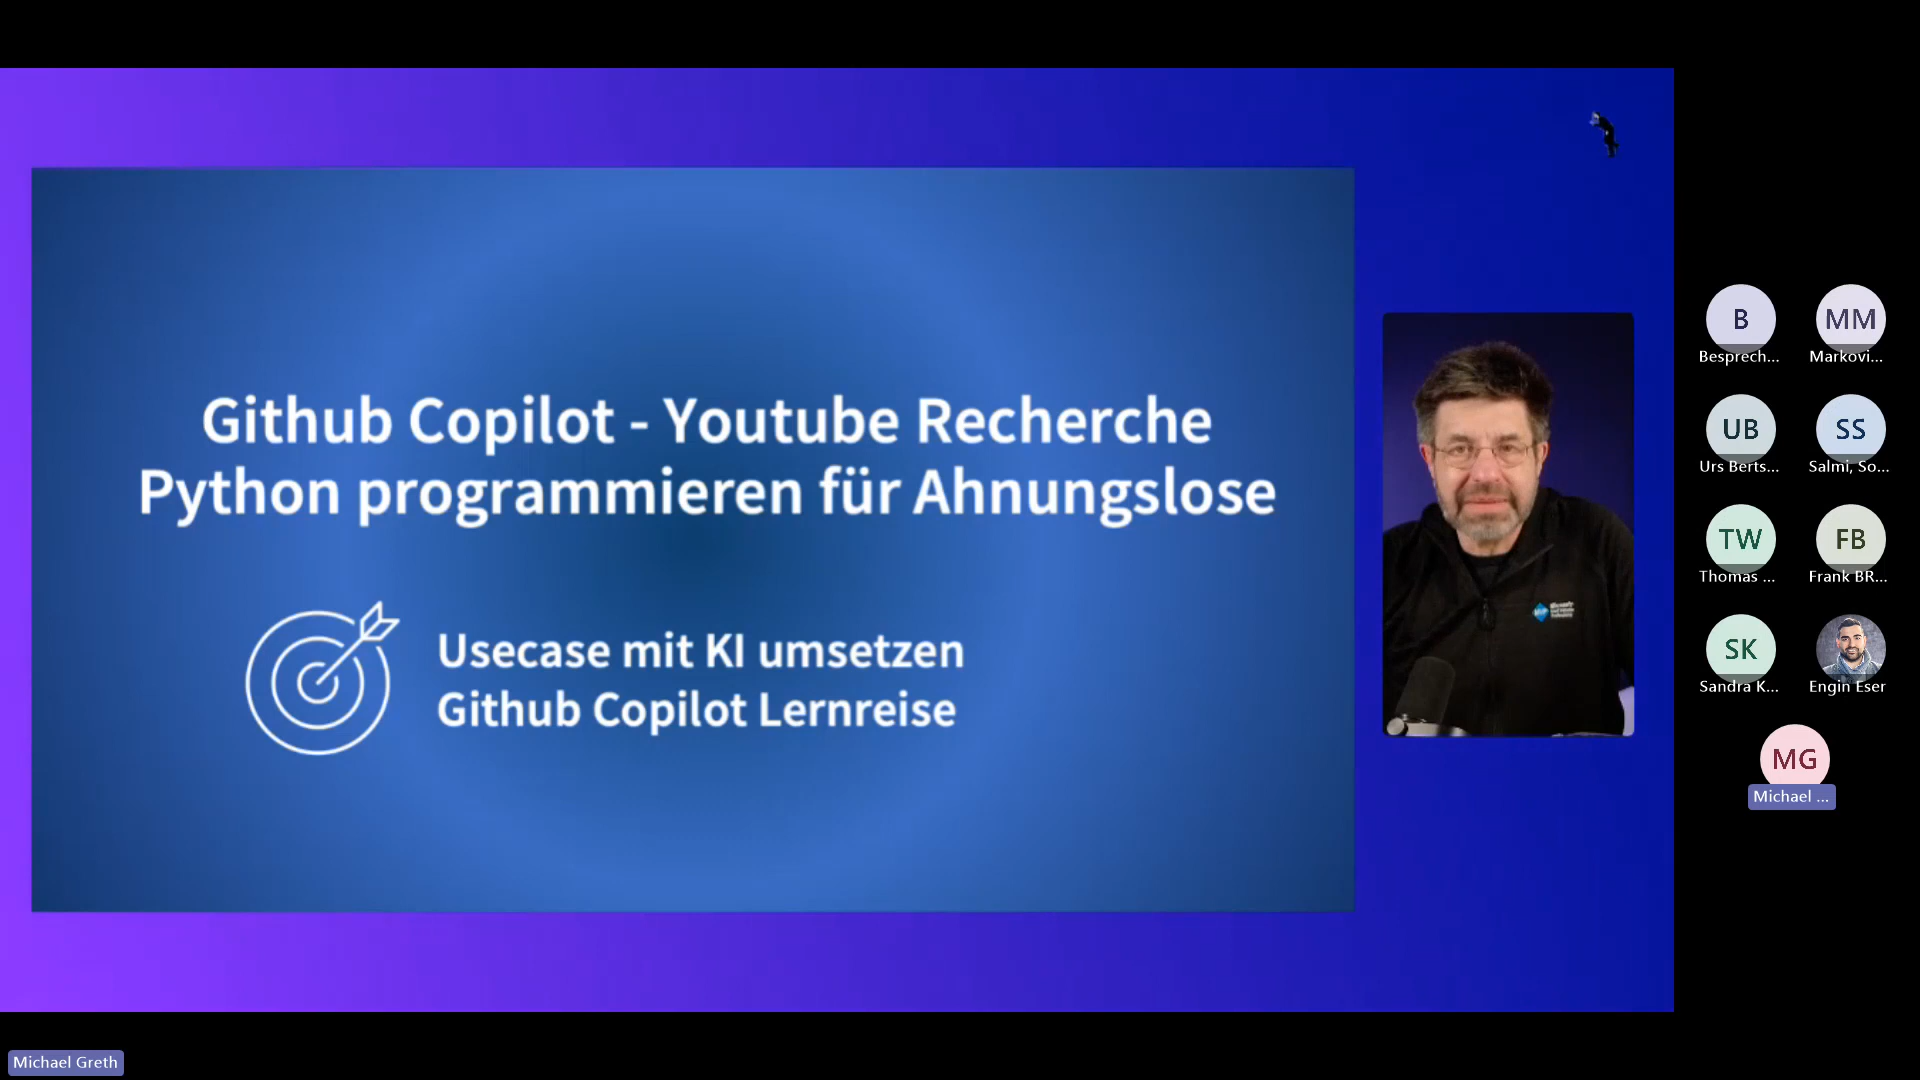 Github Copilot - Youtube Recherche
Python programmieren für Ahnungslose
Usecase mit KI umsetzen
Github Copilot Lernreise
B
MM
Besprech...
Markovi...
UB
SS
Urs Berts...
Salmi, So...
TW
FB
Thomas ...
Frank BR...
SK
Sandra K...
Engin Eser
MG
Michael ...
Michael Greth